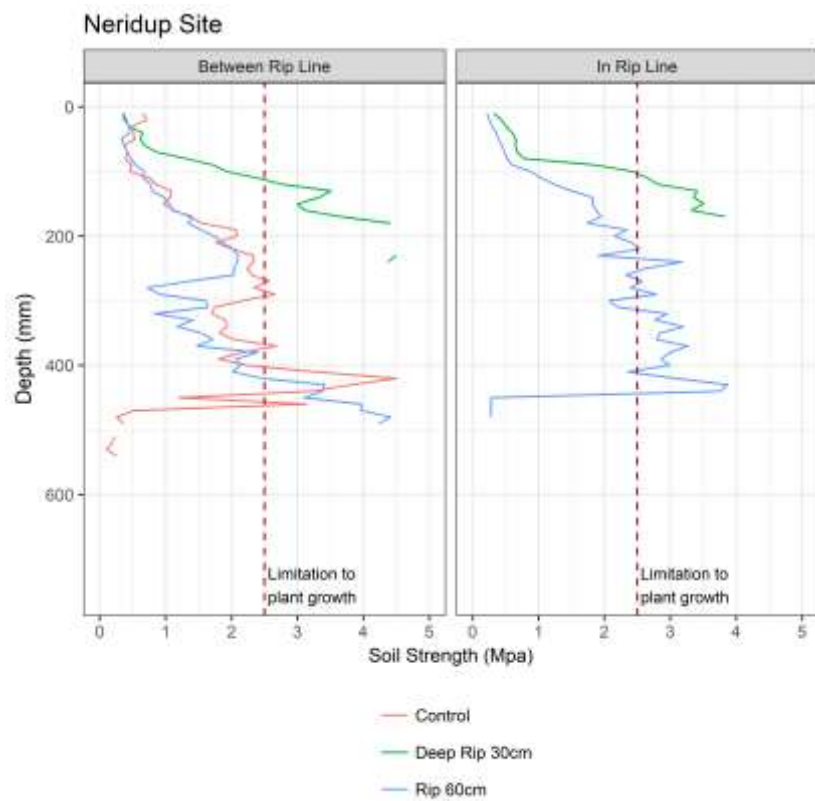 Neridup Site
Between Rip Line
In Rip Line
0
200
400
600
Depth (mm)
Limitation to
plant growth
Limitation to
plant growth
0 1 2 3 4 5
0 1 2 3 4 5
Soil Strength (Mpa)
Control
Deep Rip 30cm
Rip 60cm